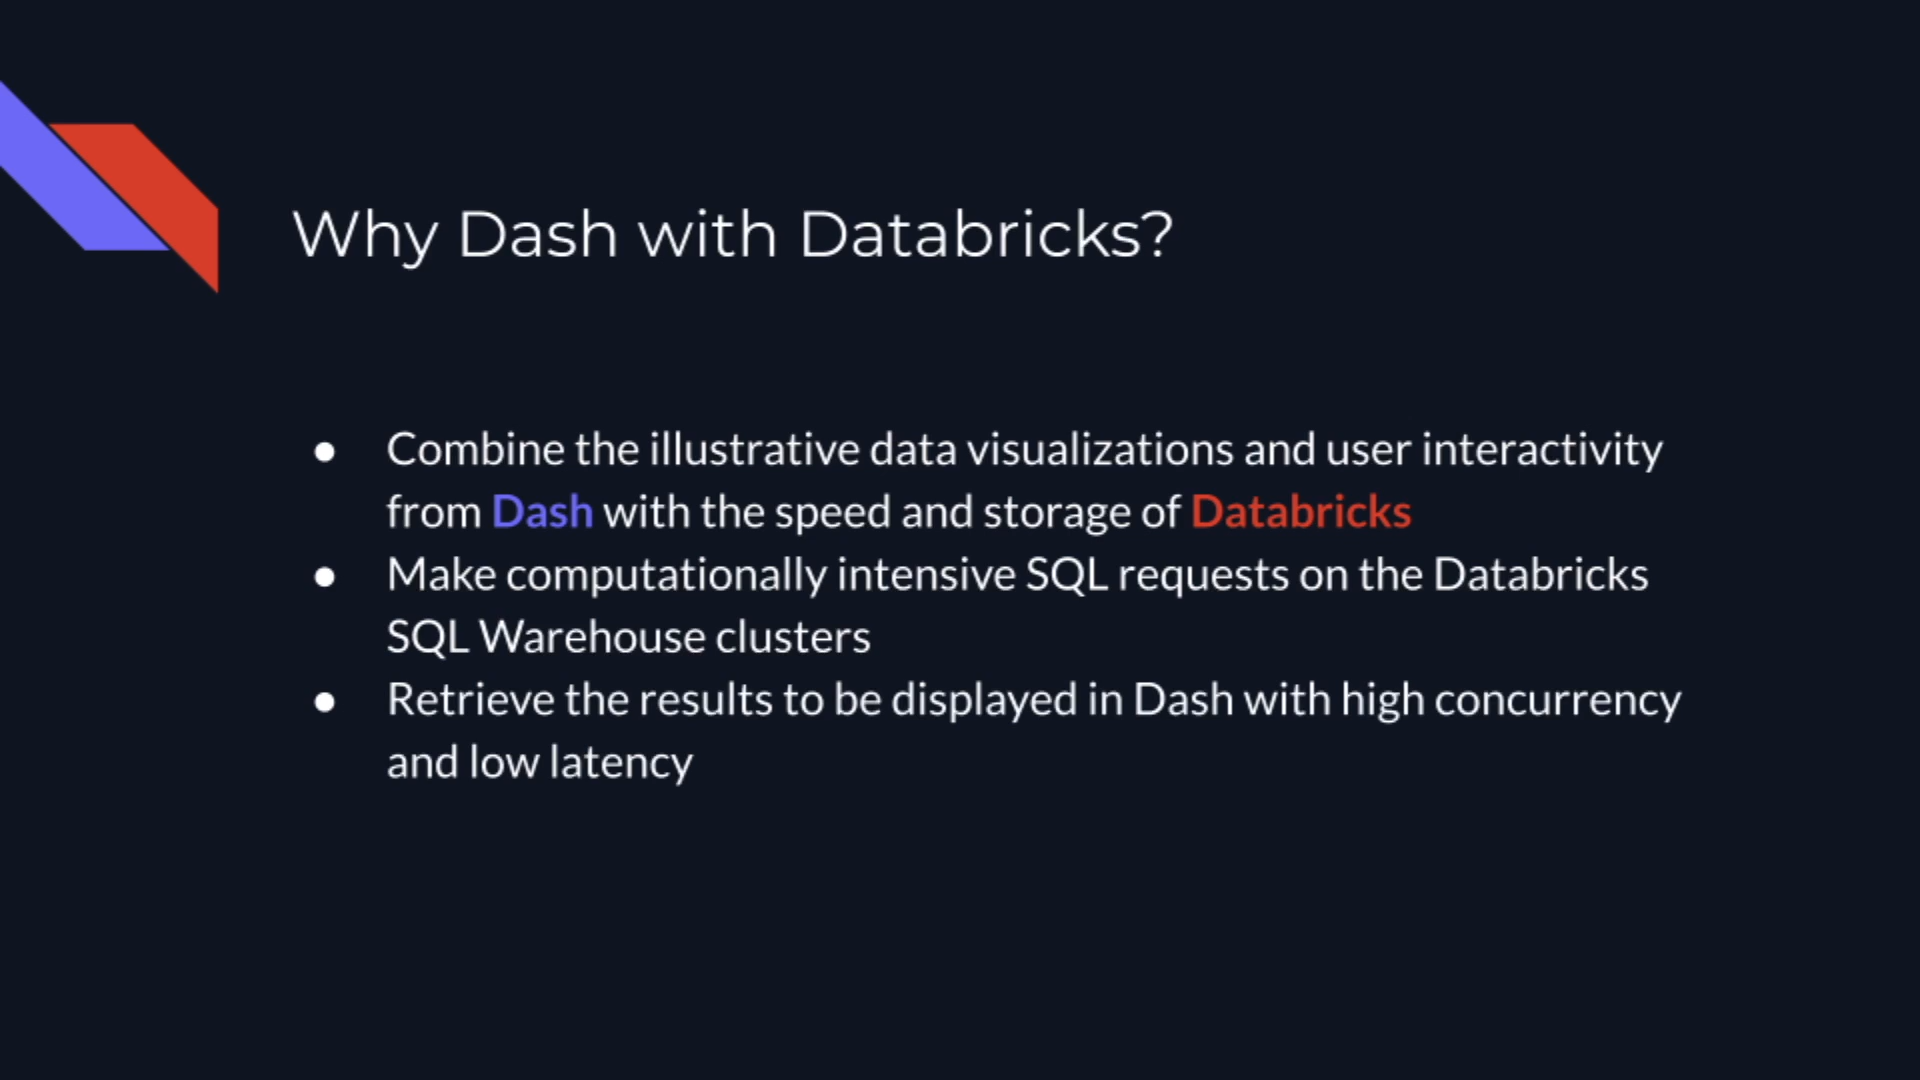 Why Dash with Databricks?
● Combine the illustrative data visualizations and user interactivity
from Dash with the speed and storage of Databricks
● Make computationally intensive SQL requests on the Databricks
SQL Warehouse clusters
● Retrieve the results to be displayed in Dash with high concurrency
and low latency